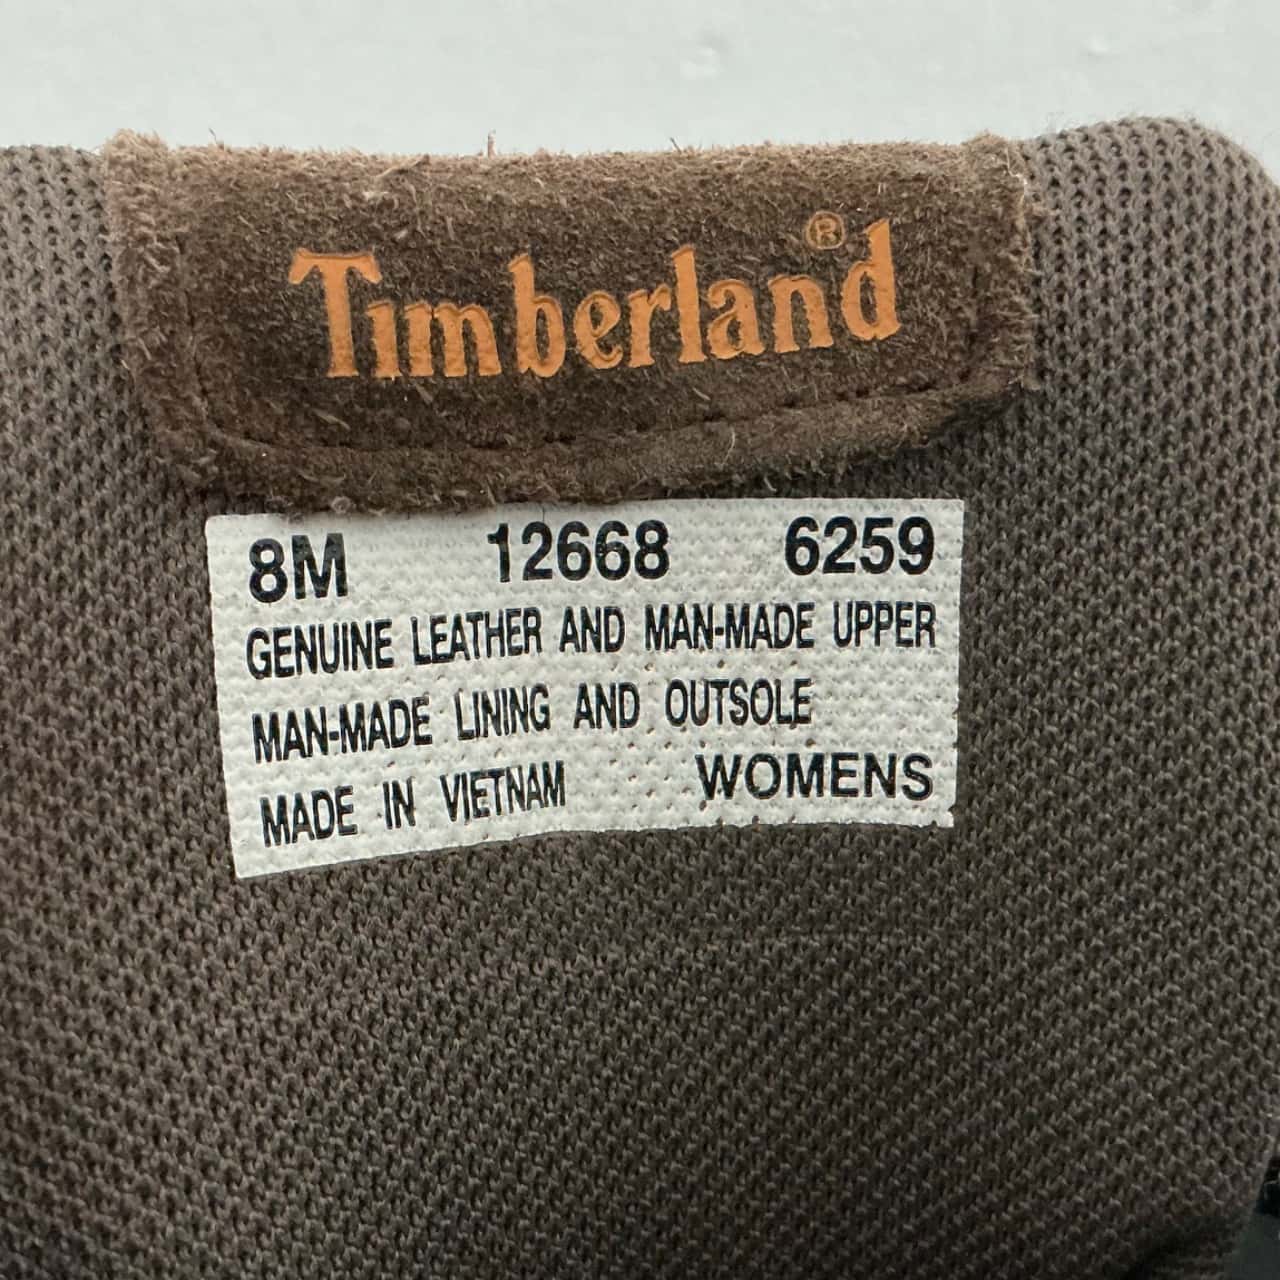 Timberland®
8M 12668 6259
GENUINE LEATHER AND MAN-MADE UPPER
MAN-MADE LINING AND OUTSOLE
MADE IN VIETNAM WOMENS